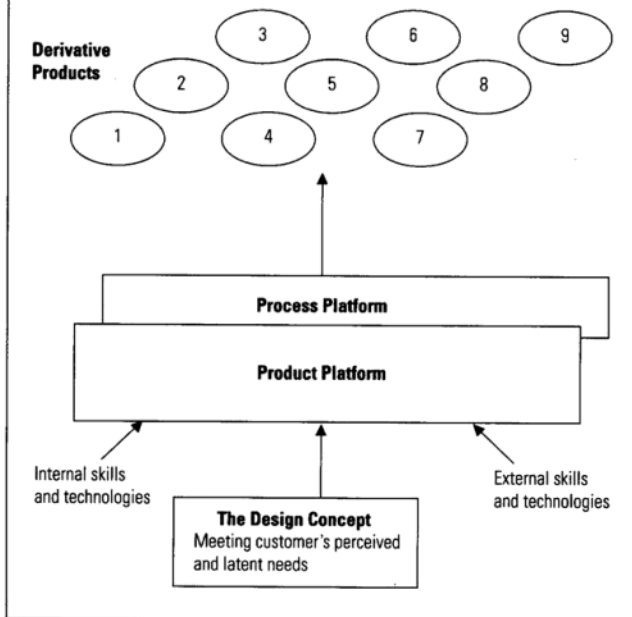 Derivative
Products
3
6
9
2
5
8
1
4
7
Process Platform
Product Platform
Internal skills
and technologies
External skills
and technologies
The Design Concept
Meeting customer's perceived
and latent needs